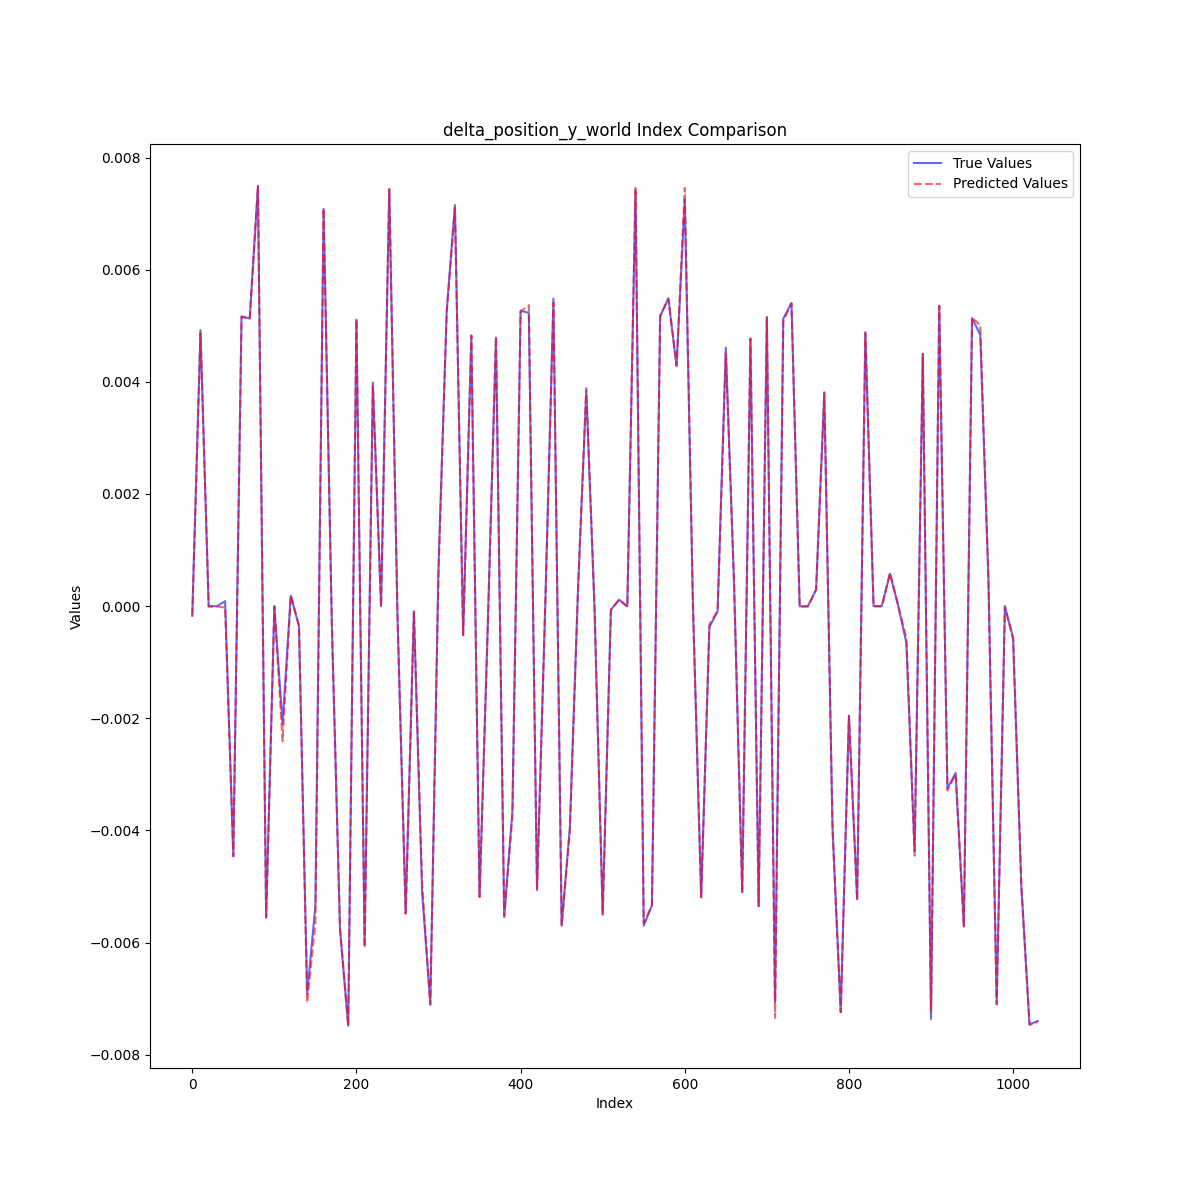 delta_position_y_world Index Comparison
True Values
Predicted Values
0.008
0.006
0.004
0.002
0.000
−0.002
−0.004
−0.006
−0.008
Values
0 200 400 600 800 1000
Index